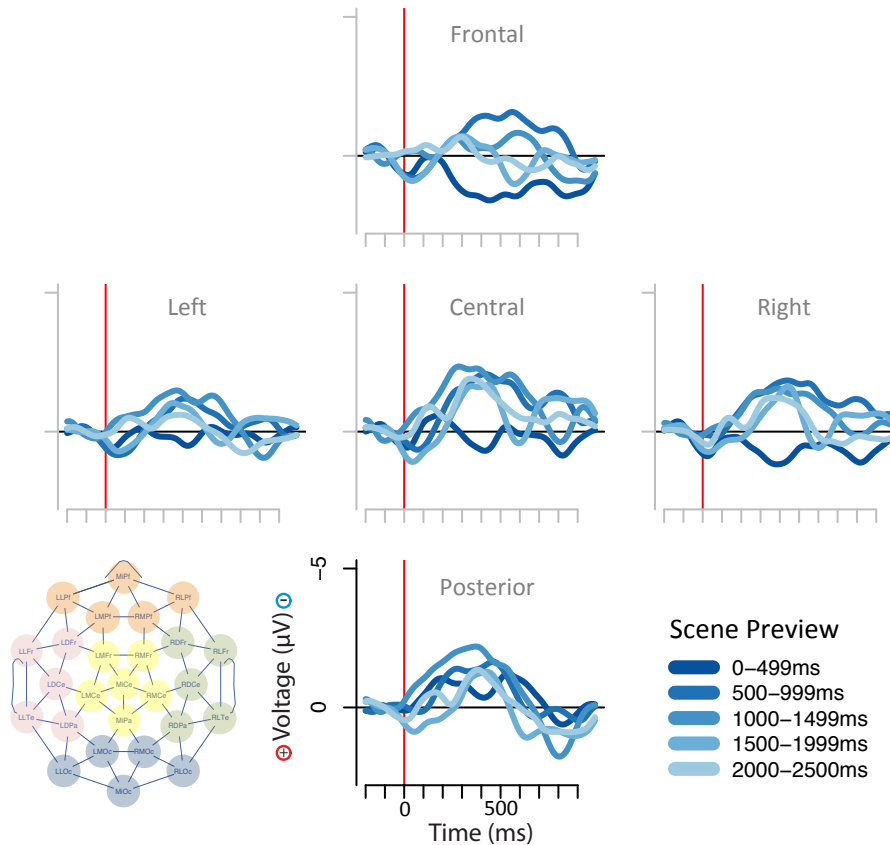 Frontal
Left
Central
Right
Posterior
-5
0
Voltage (µV)
+
−
0
500
Time (ms)
Scene Preview
0−499ms
500−999ms
1000−1499ms
1500−1999ms
2000−2500ms
MiPf
LLPf
RLPf
LMPf
RMPf
LDFr
RDFr
LLFr
RLFr
LMFr
RMFr
LDCe
MiCe
RDCe
LMCe
RMCe
LLTe
RLTe
LDPa
MiPa
RDPa
LMOc
RMOc
LLOc
RLOc
MiOc